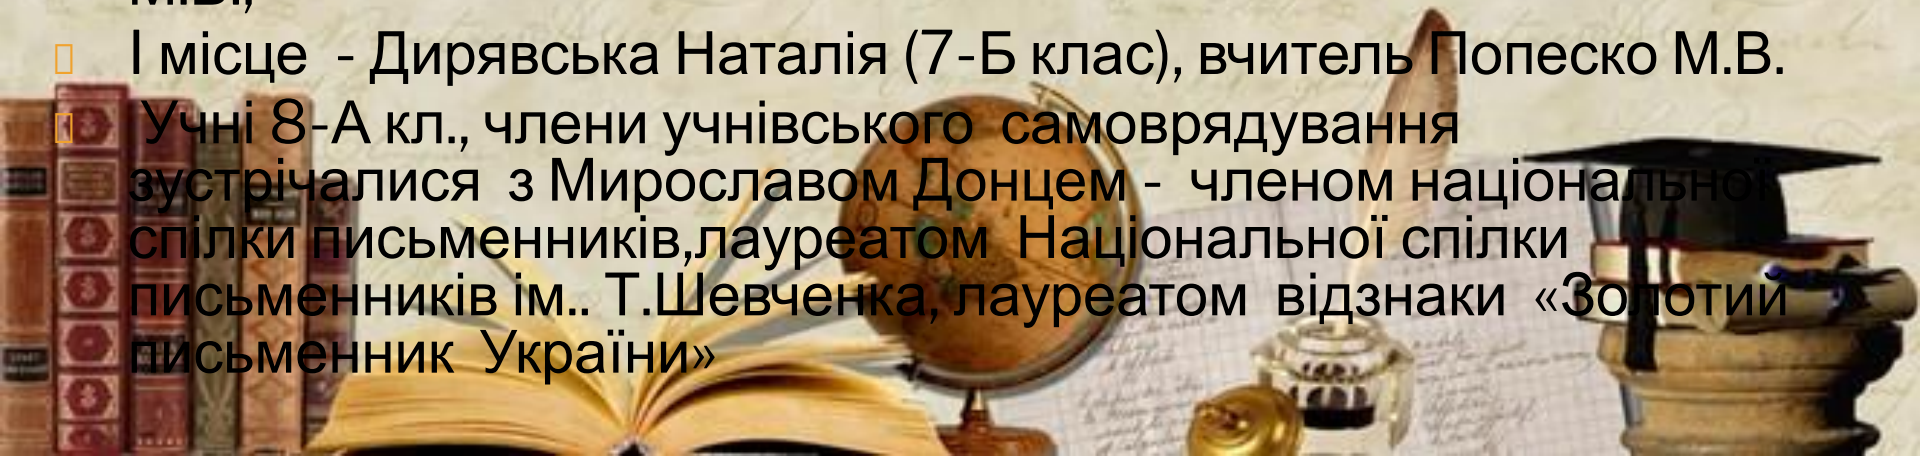 І місце - Дирявська Наталія (7-Б клас), вчитель Попеско М.В.
Учні 8-А кл., члени учнівського самоврядування
зустрічалися з Мирославом Донцем - членом національної
спілки письменників,лауреатом Національної спілки
письменників ім.. Т.Шевченка, лауреатом відзнаки «Золотий
письменник України»